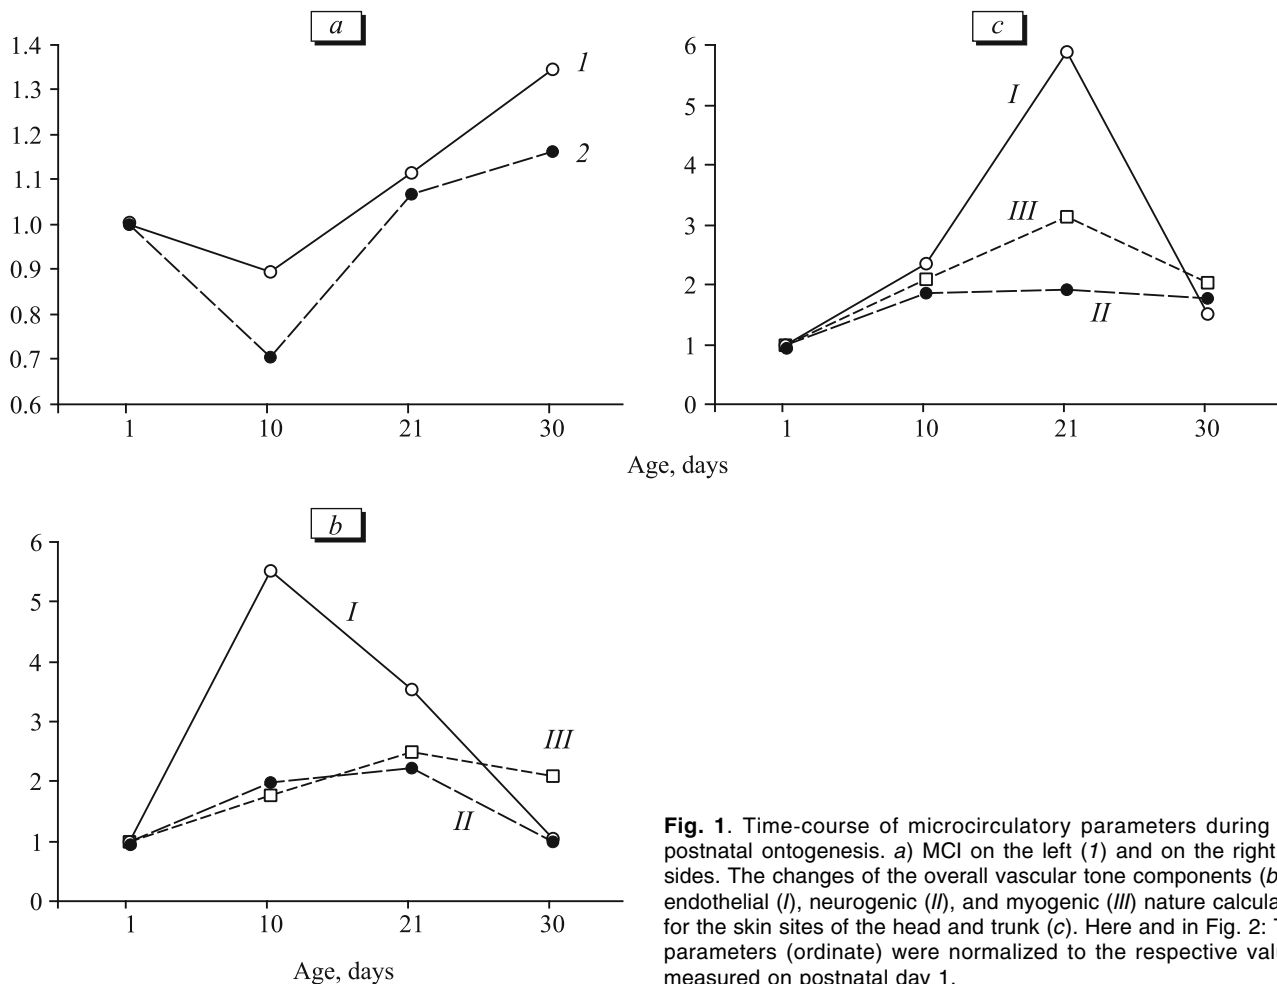 a
1.4
1.3
1.2
1.1
1.0
0.9
0.8
0.7
0.6
1
2
1 10 21 30
c
6
5
4
3
2
1
0
I
III
II
1 10 21 30
Age, days
b
6
5
4
3
2
1
0
I
III
II
1 10 21 30
Age, days
Fig. 1. Time-course of microcirculatory parameters during
postnatal ontogenesis. a) MCI on the left (1) and on the right
sides. The changes of the overall vascular tone components (b
endothelial (I), neurogenic (II), and myogenic (III) nature calcula
for the skin sites of the head and trunk (c). Here and in Fig. 2: T
parameters (ordinate) were normalized to the respective valu
measured on postnatal day 1.